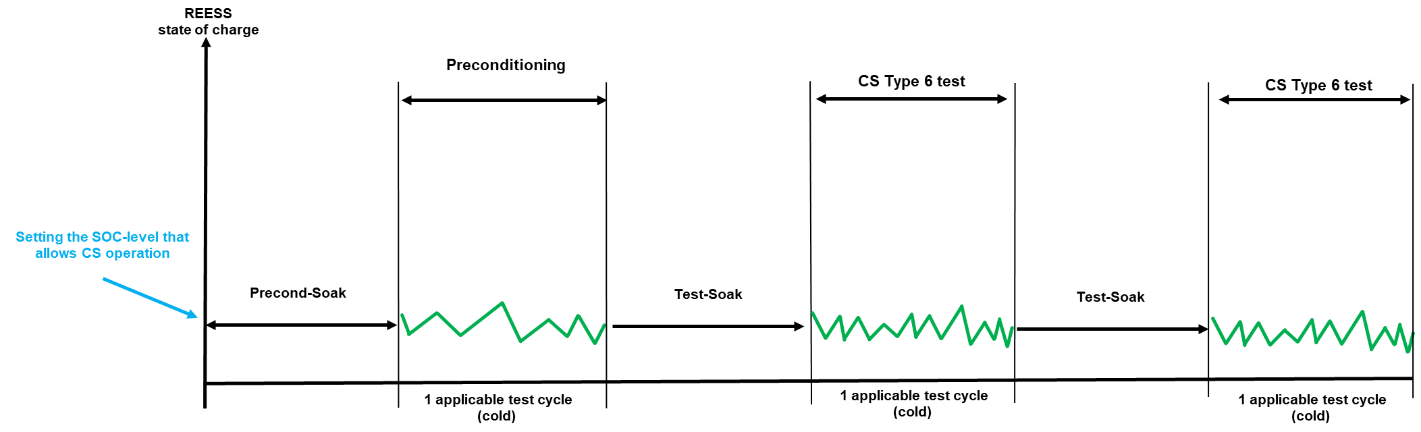 REESS
state of charge
Preconditioning
CS Type 6 test
CS Type 6 test
Setting the SOC-level that
allows CS operation
Precond-Soak
Test-Soak
Test-Soak
1 applicable test cycle
(cold)
1 applicable test cycle
(cold)
1 applicable test cycle
(cold)